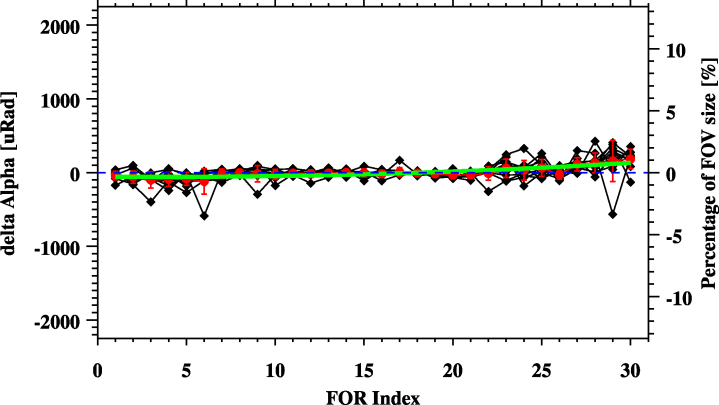 2000
1000
0
-1000
-2000
delta Alpha [uRad]
10
5
0
-5
-10
Percentage of FOV size [%]
0 5 10 15 20 25 30
FOR Index